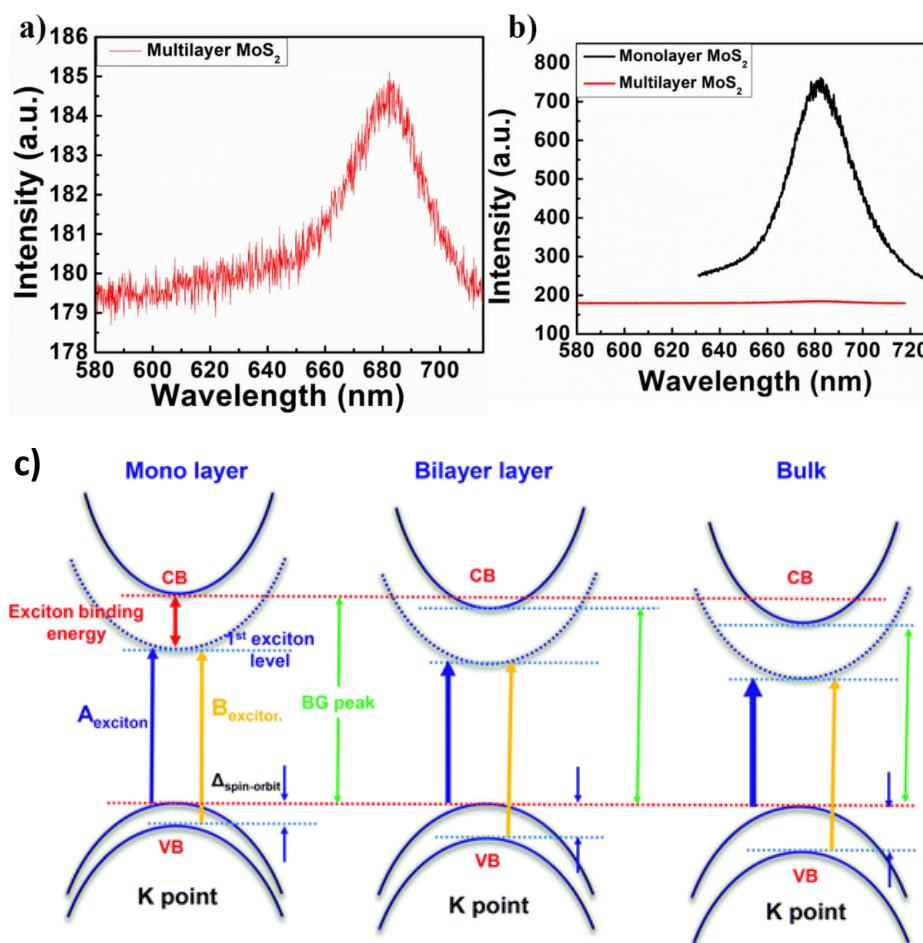 a)
Multilayer MoS₂
186
185
184
183
182
181
180
179
178
Intensity (a.u.)
580 600 620 640 660 680 700
Wavelength (nm)
b)
Monolayer MoS₂
Multilayer MoS₂
800
700
600
500
400
300
200
100
Intensity (a.u.)
580 600 620 640 660 680 700 720
Wavelength (nm)
c)
Mono layer Bilayer layer Bulk
CB CB CB
Exciton binding
energy
1st exciton
level
BG peak
Aexciton
Bexcitor.
Δspin-orbit
VB VB VB
K point K point K point